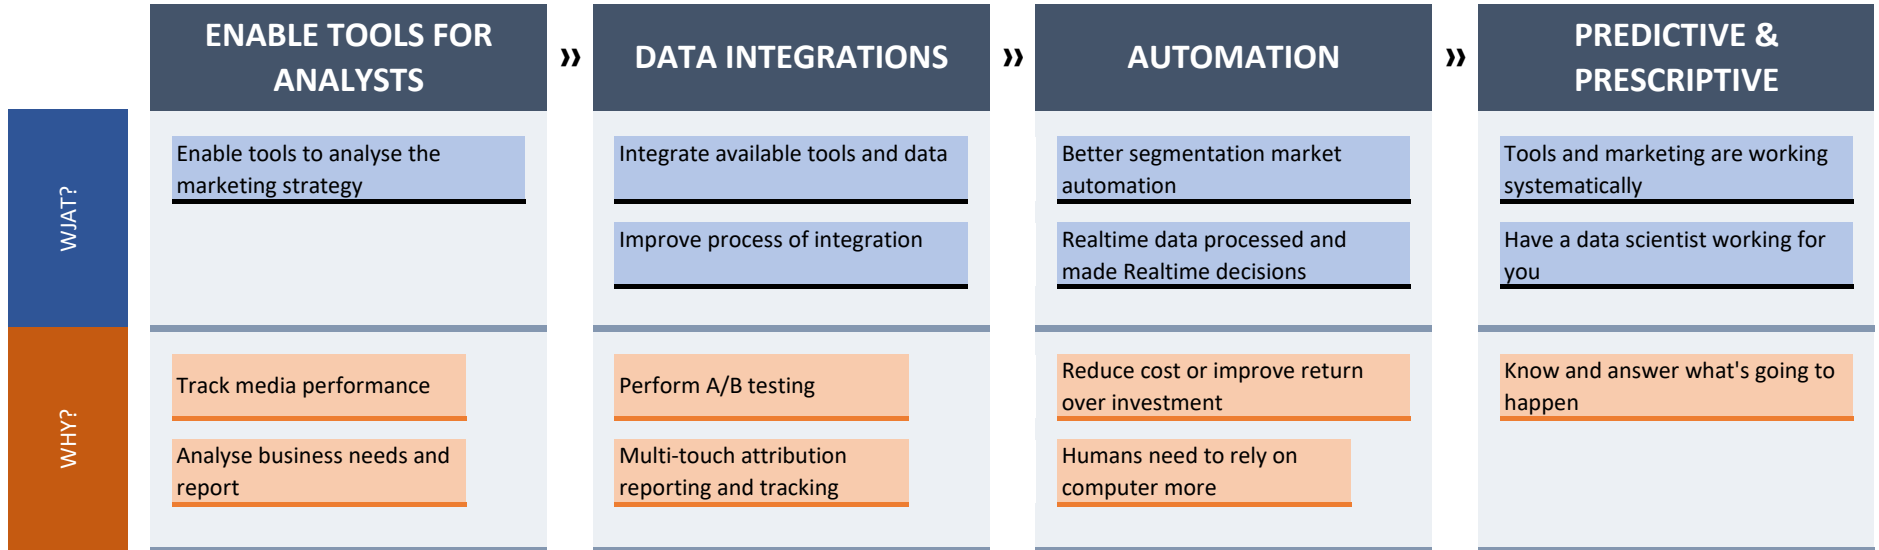 ENABLE TOOLS FOR
ANALYSTS
»
DATA INTEGRATIONS
»
AUTOMATION
»
PREDICTIVE &
PRESCRIPTIVE
WJAT?
Enable tools to analyse the
marketing strategy
Integrate available tools and data
Improve process of integration
Better segmentation market
automation
Realtime data processed and
made Realtime decisions
Tools and marketing are working
systematically
Have a data scientist working for
you
WHY?
Track media performance
Analyse business needs and
report
Perform A/B testing
Multi-touch attribution
reporting and tracking
Reduce cost or improve return
over investment
Humans need to rely on
computer more
Know and answer what's going to
happen